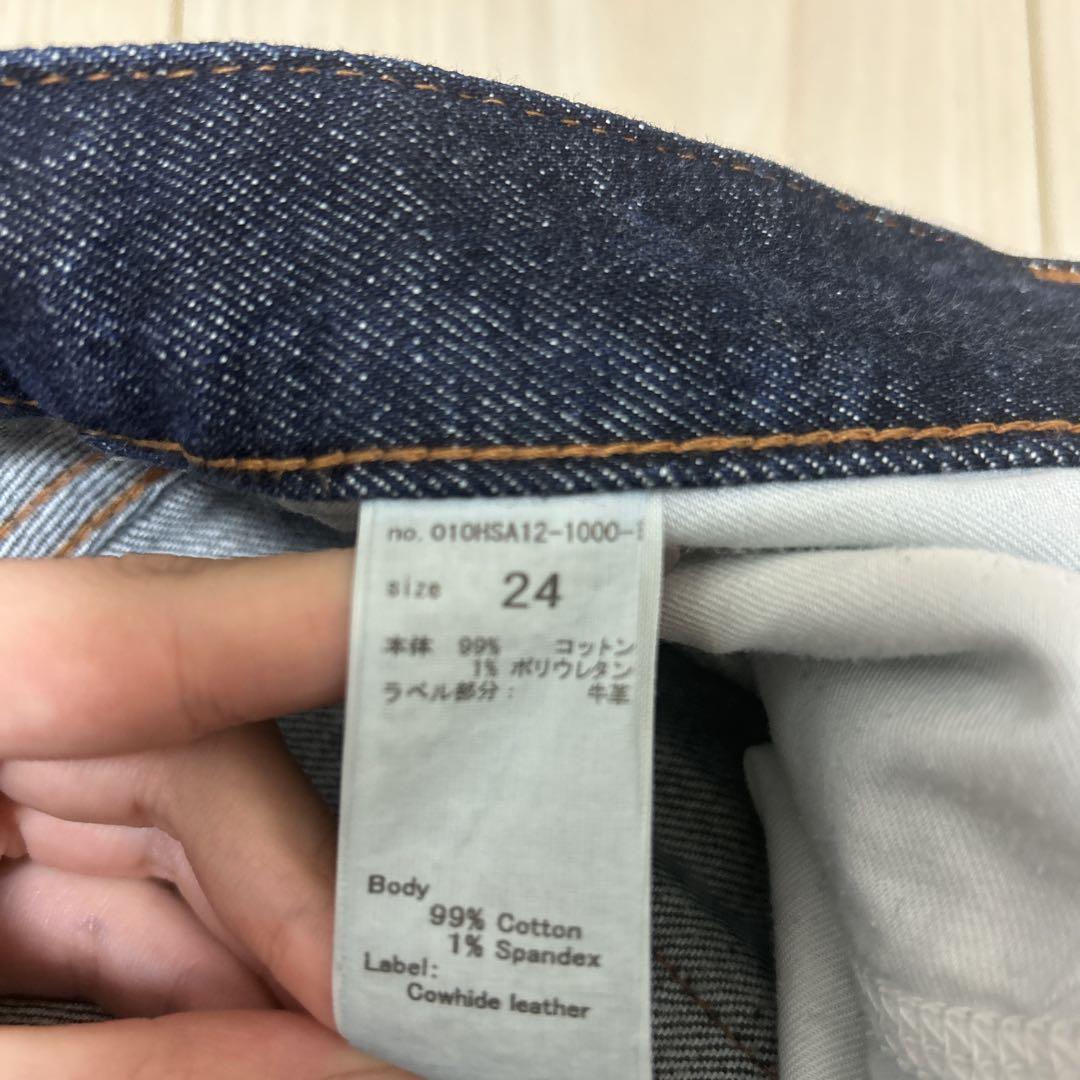 no. 010HSA12-1000-
size 24
本体 99% コットン
1% ポリウレタン
ラベル部分: 牛革
Body
99% Cotton
1% Spandex
Label:
Cowhide leather